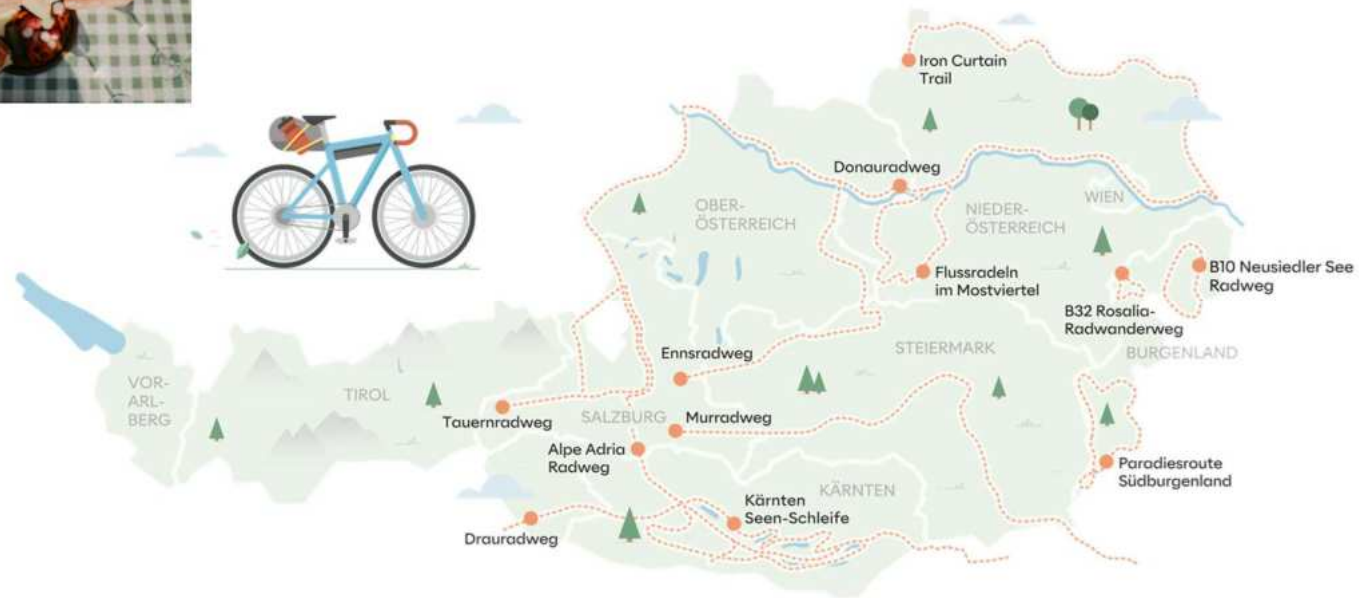 Iron Curtain
Trail
Donauradweg
OBER-
ÖSTERREICH
NIEDER-
ÖSTERREICH
WIEN
Flussradeln
im Mostviertel
B10 Neusiedler See
Radweg
B32 Rosalia-
Radwanderweg
Ennsradweg
STEIERMARK
BURGENLAND
VOR-
ARL-
BERG
TIROL
Tauernradweg
SALZBURG
Murradweg
Alpe Adria
Radweg
Paradiesroute
Südburgenland
Kärnten
Seen-Schleife
KÄRNTEN
Drauradweg